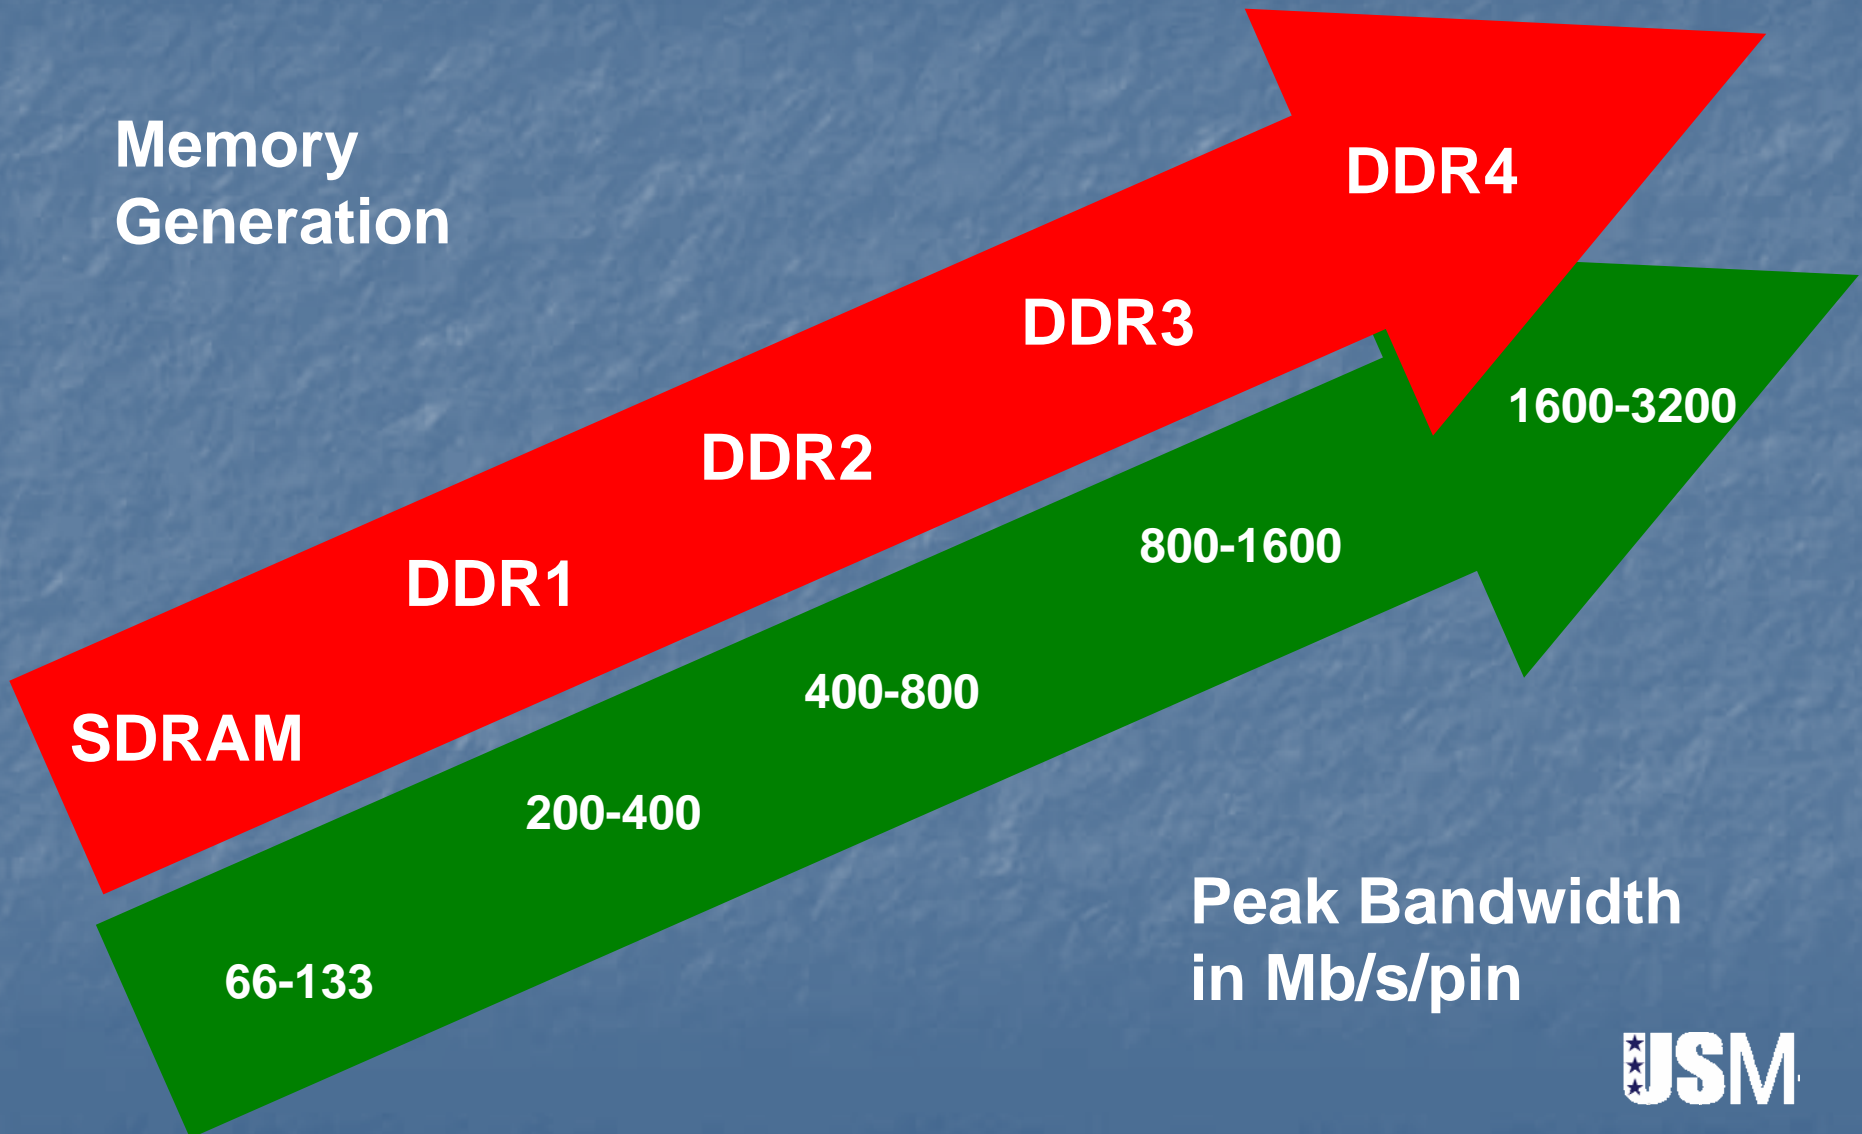 Memory
Generation
DDR4
DDR3
DDR2
DDR1
SDRAM
1600-3200
800-1600
400-800
200-400
66-133
Peak Bandwidth
in Mb/s/pin
USM